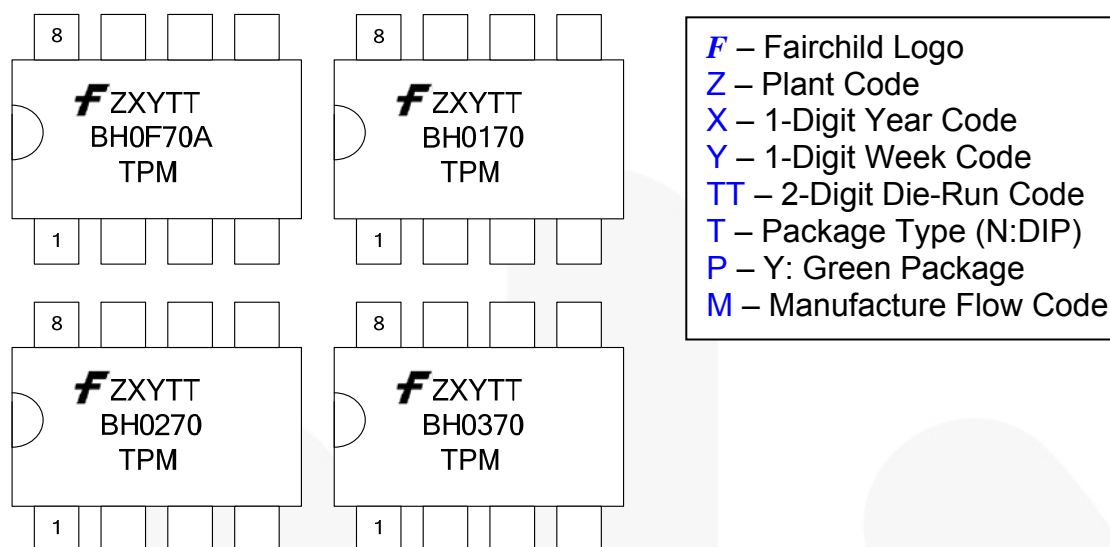 8
ZXYTT
BH0F70A
TPM
1
8
ZXYTT
BH0170
TPM
1
8
ZXYTT
BH0270
TPM
1
8
ZXYTT
BH0370
TPM
1
F – Fairchild Logo
Z – Plant Code
X – 1-Digit Year Code
Y – 1-Digit Week Code
TT – 2-Digit Die-Run Code
T – Package Type (N:DIP)
P – Y: Green Package
M – Manufacture Flow Code